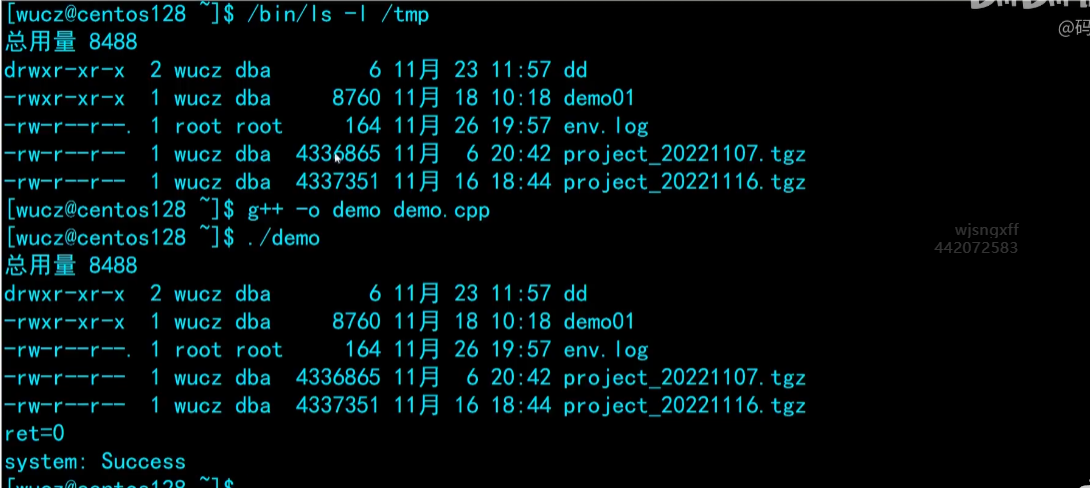 [wucz@centos128 ~]$ /bin/ls -l /tmp
@码
总用量 8488
drwxr-xr-x  2 wucz dba        6 11月 23 11:57 dd
-rwxr-xr-x  1 wucz dba     8760 11月 18 10:18 demo01
-rw-r--r--. 1 root root     164 11月 26 19:57 env.log
-rw-r--r--  1 wucz dba  4336865 11月  6 20:42 project_20221107.tgz
-rw-r--r--  1 wucz dba  4337351 11月 16 18:44 project_20221116.tgz
[wucz@centos128 ~]$ g++ -o demo demo.cpp
[wucz@centos128 ~]$ ./demo
wjsngxff
442072583
总用量 8488
drwxr-xr-x  2 wucz dba        6 11月 23 11:57 dd
-rwxr-xr-x  1 wucz dba     8760 11月 18 10:18 demo01
-rw-r--r--. 1 root root     164 11月 26 19:57 env.log
-rw-r--r--  1 wucz dba  4336865 11月  6 20:42 project_20221107.tgz
-rw-r--r--  1 wucz dba  4337351 11月 16 18:44 project_20221116.tgz
ret=0
system: Success
[wucz@centos128 ~]$